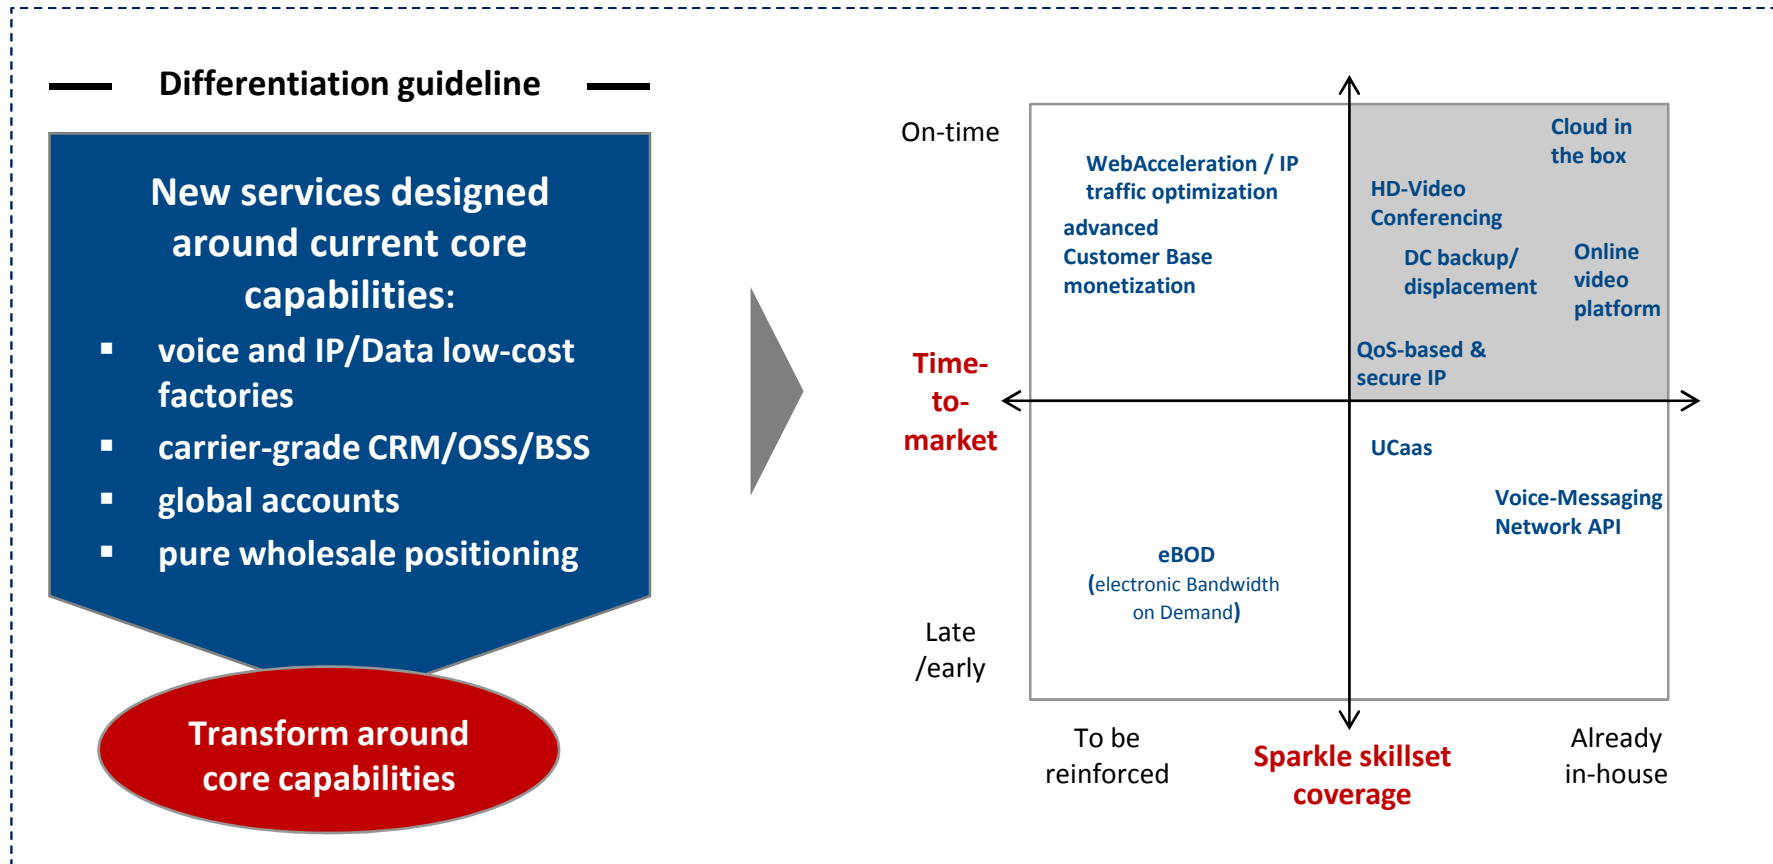 Differentiation guideline
New services designed
around current core
capabilities:
▪ voice and IP/Data low-cost
factories
▪ carrier-grade CRM/OSS/BSS
▪ global accounts
▪ pure wholesale positioning
Transform around
core capabilities
On-time
Time-
to-
market
Late
/early
WebAcceleration / IP
traffic optimization
advanced
Customer Base
monetization
Cloud in
the box
HD-Video
Conferencing
DC backup/
displacement
Online
video
platform
QoS-based &
secure IP
UCaas
Voice-Messaging
Network API
eBOD
(electronic Bandwidth
on Demand)
To be
reinforced
Sparkle skillset
coverage
Already
in-house